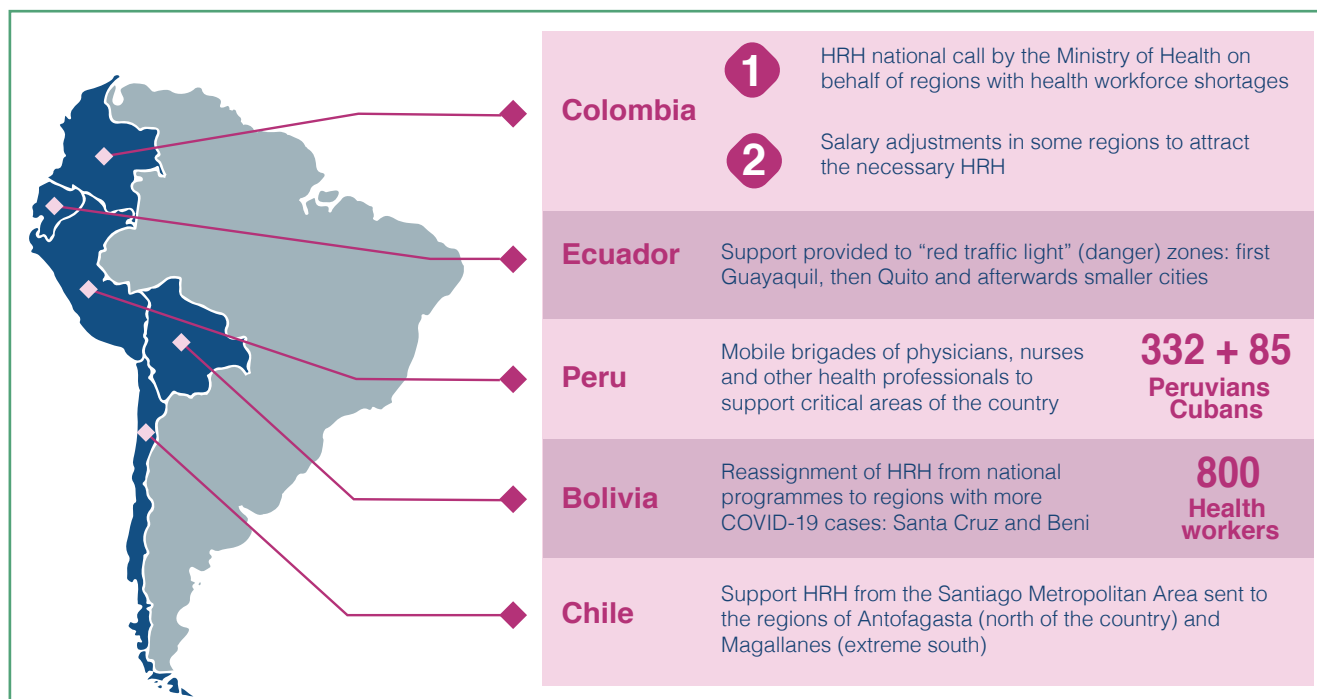 Colombia
1
HRH national call by the Ministry of Health on
behalf of regions with health workforce shortages
2
Salary adjustments in some regions to attract
the necessary HRH
Ecuador
Support provided to “red traffic light” (danger) zones: first
Guayaquil, then Quito and afterwards smaller cities
Peru
Mobile brigades of physicians, nurses
and other health professionals to
support critical areas of the country
332 + 85
Peruvians
Cubans
Bolivia
Reassignment of HRH from national
programmes to regions with more
COVID-19 cases: Santa Cruz and Beni
800
Health
workers
Chile
Support HRH from the Santiago Metropolitan Area sent to
the regions of Antofagasta (north of the country) and
Magallanes (extreme south)